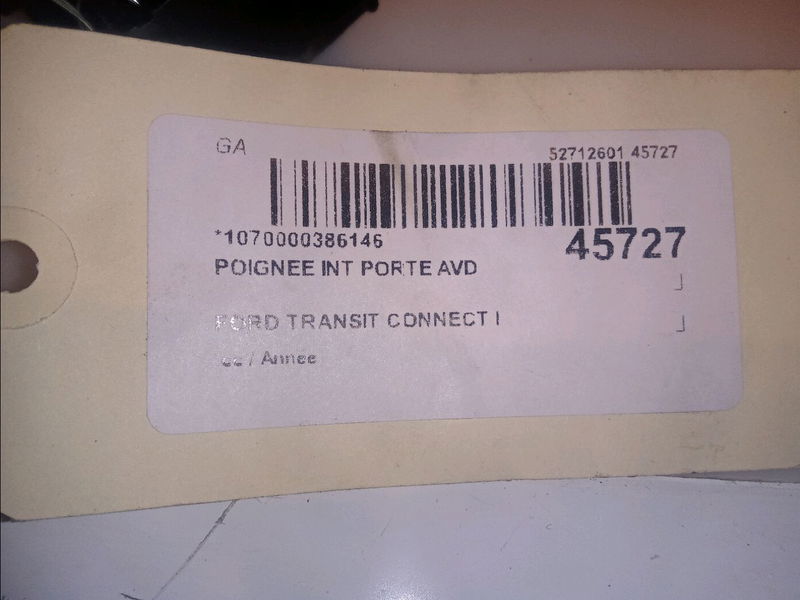 GA
52712601 45727
*1070000386146
45727
POIGNEE INT PORTE AVD
FORD TRANSIT CONNECT I
/ Annee